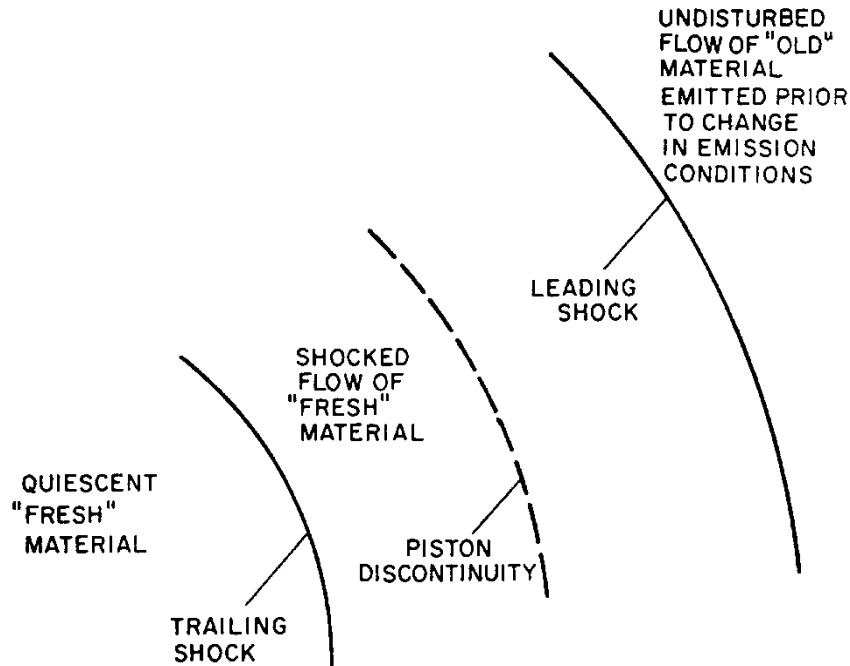 UNDISTURBED
FLOW OF "OLD"
MATERIAL
EMITTED PRIOR
TO CHANGE
IN EMISSION
CONDITIONS
LEADING
SHOCK
SHOCKED
FLOW OF
"FRESH"
MATERIAL
QUIESCENT
"FRESH"
MATERIAL
PISTON
DISCONTINUITY
TRAILING
SHOCK